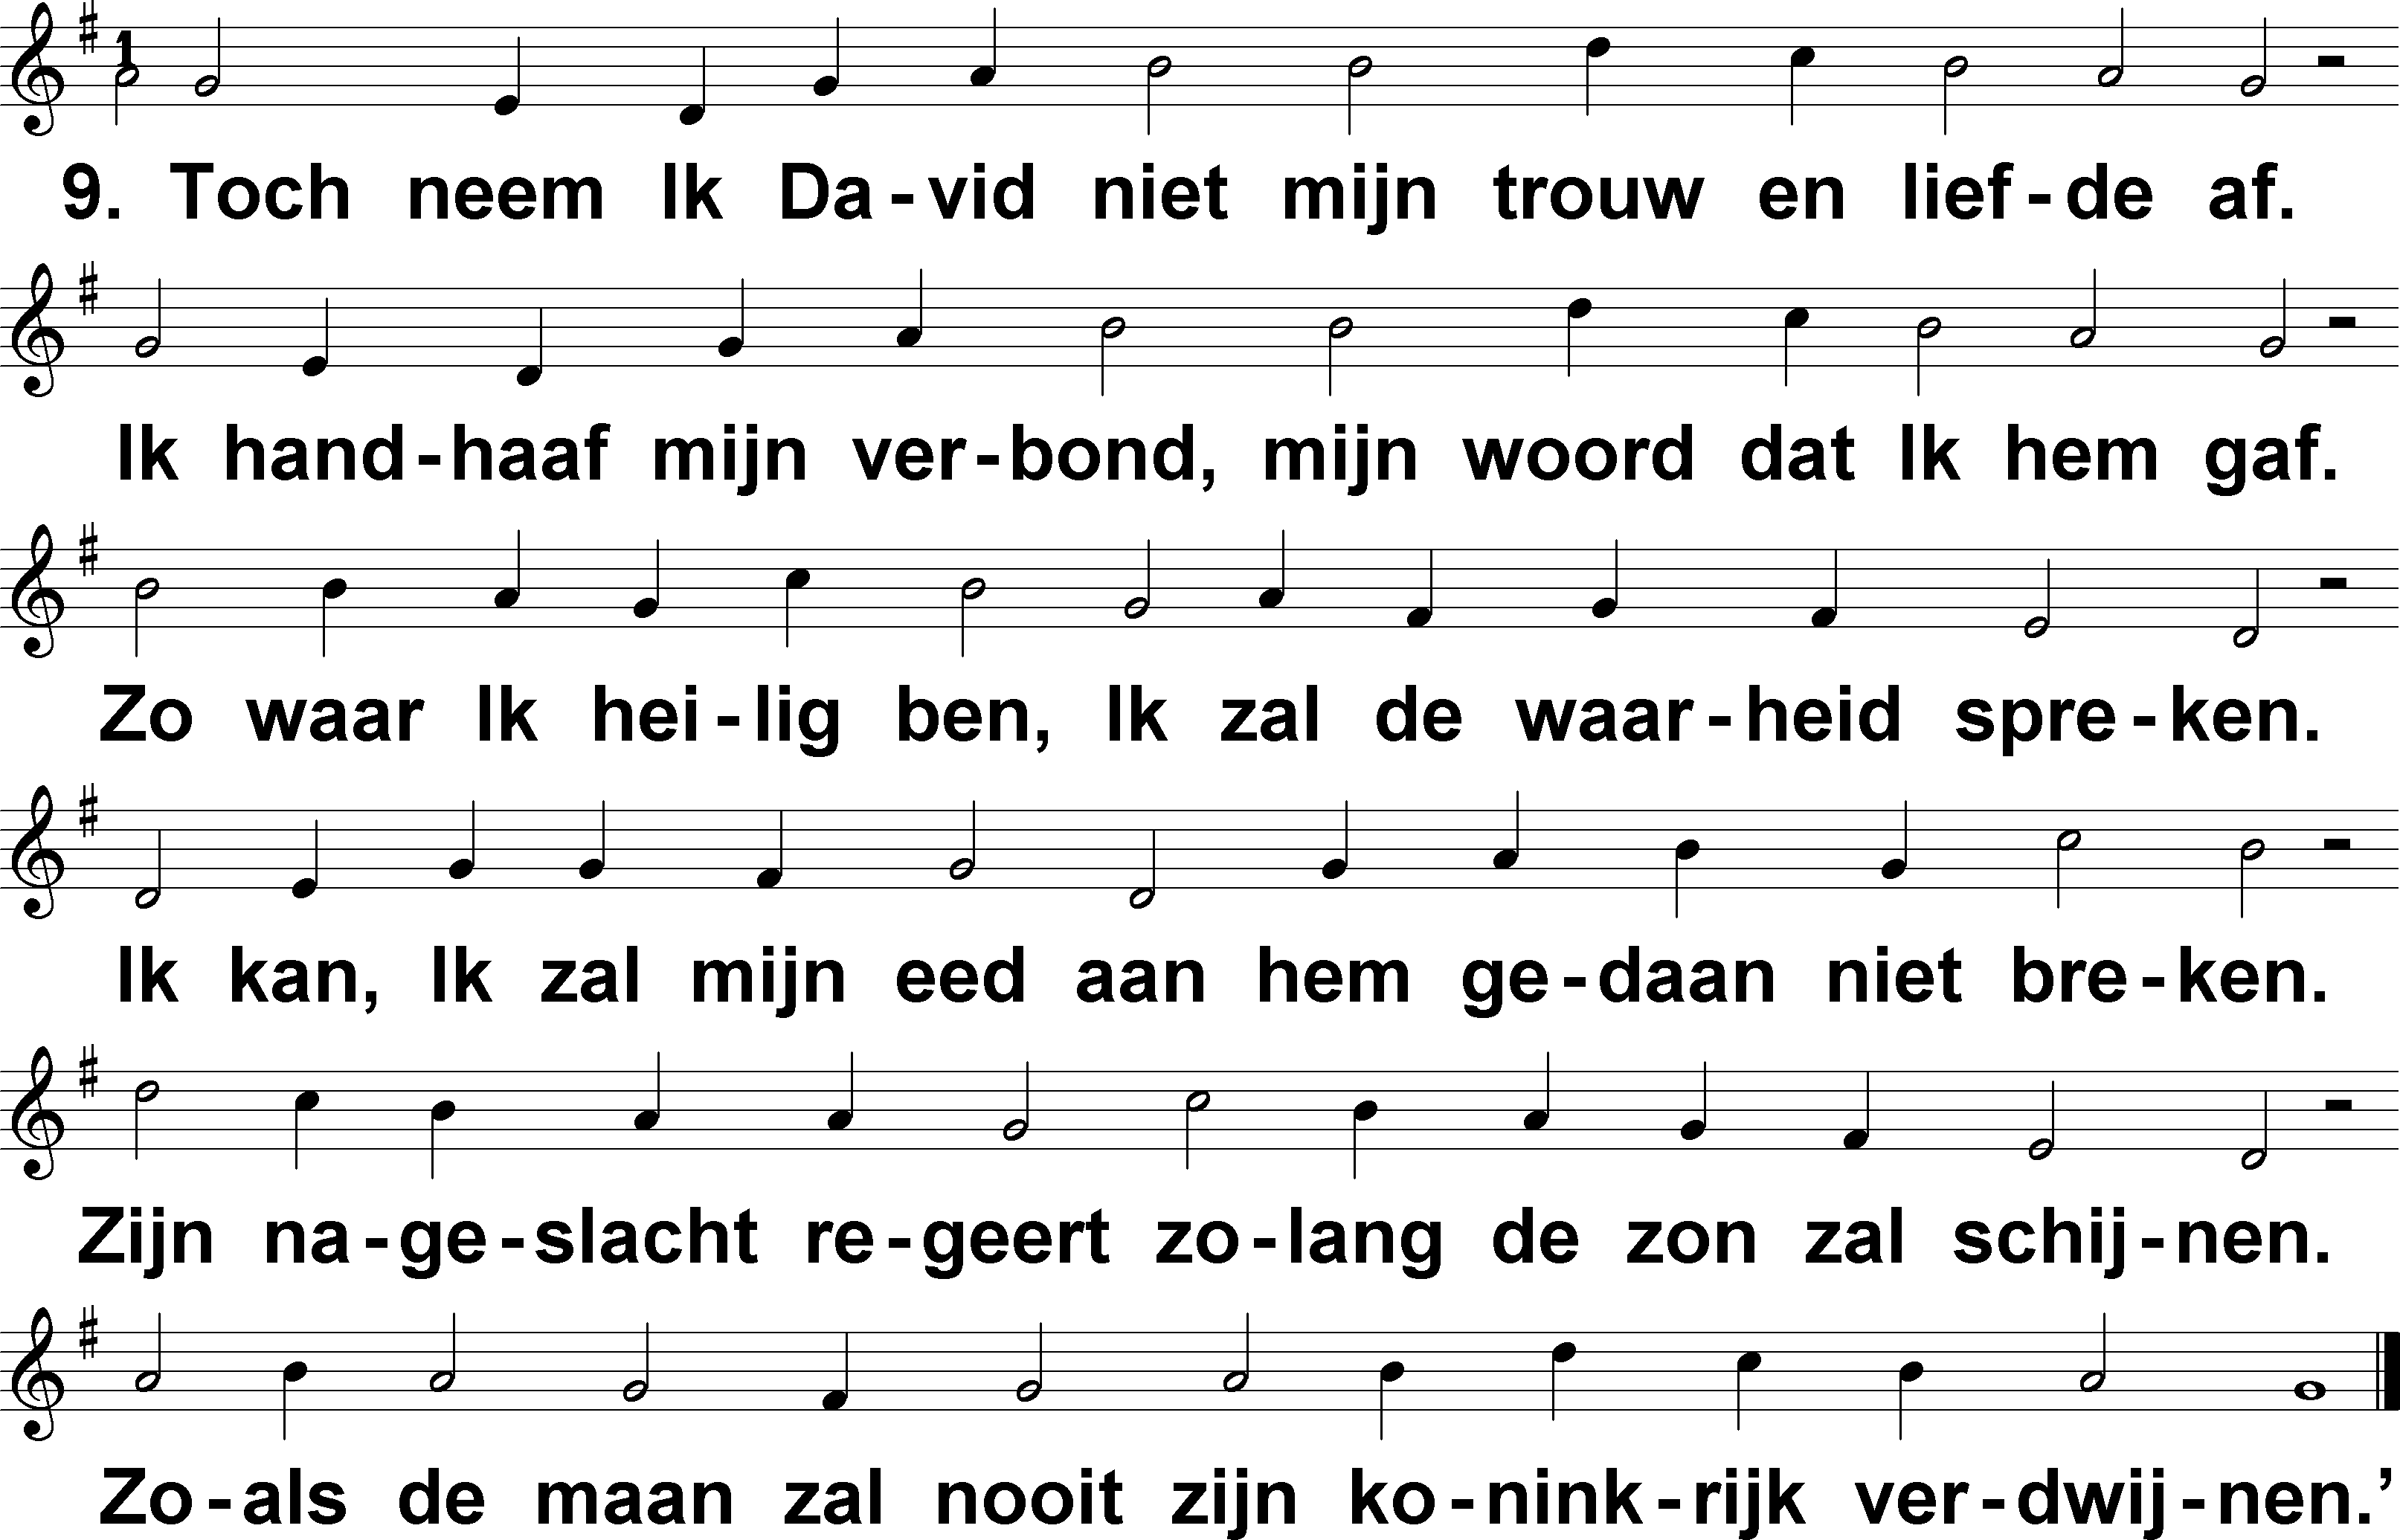 1
9. Toch neem Ik Da-vid niet mijn trouw en lief-de af.
Ik hand-haaf mijn ver-bond, mijn woord dat Ik hem gaf.
Zo waar Ik hei-lig ben, Ik zal de waar-heid spre-ken.
Ik kan, Ik zal mijn eed aan hem ge-daan niet bre-ken.
Zijn na-ge-slacht re-geert zo-lang de zon zal schij-nen.
Zo-als de maan zal nooit zijn ko-nink-rijk ver-dwij-nen.’